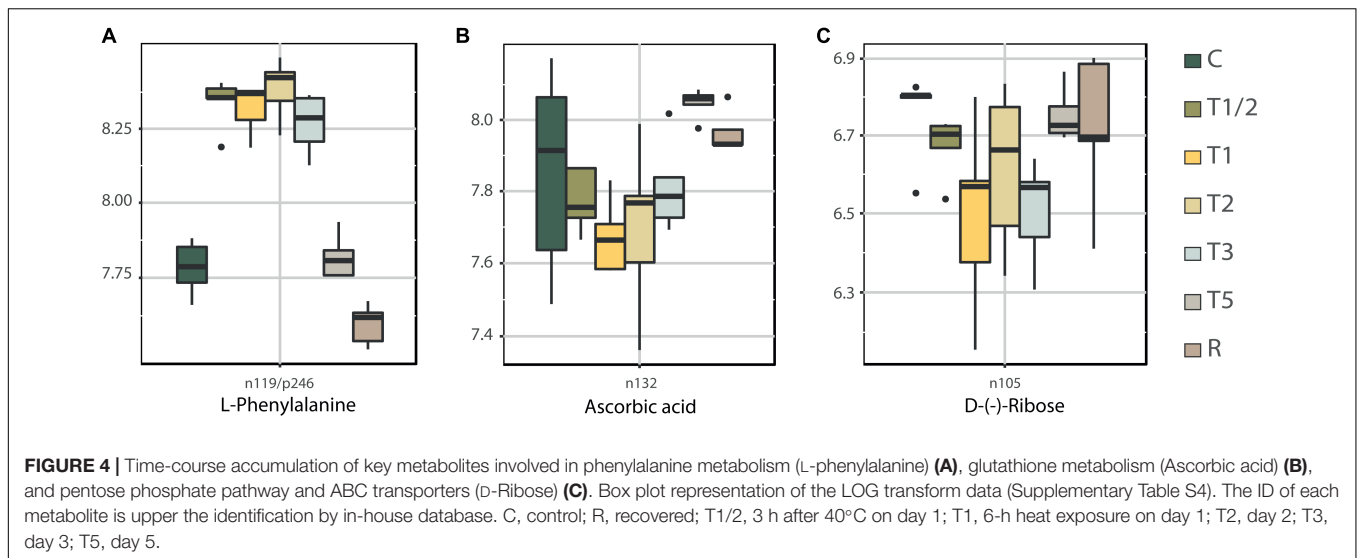 A
8.25
8.00
7.75
n119/p246
L-Phenylalanine
B
8.0
7.8
7.6
7.4
n132
Ascorbic acid
C
6.9
6.7
6.5
6.3
n105
D-(-)-Ribose
C
T1/2
T1
T2
T3
T5
R
FIGURE 4 | Time-course accumulation of key metabolites involved in phenylalanine metabolism (L-phenylalanine) (A), glutathione metabolism (Ascorbic acid) (B),
and pentose phosphate pathway and ABC transporters (D-Ribose) (C). Box plot representation of the LOG transform data (Supplementary Table S4). The ID of each
metabolite is upper the identification by in-house database. C, control; R, recovered; T1/2, 3 h after 40°C on day 1; T1, 6-h heat exposure on day 1; T2, day 2; T3,
day 3; T5, day 5.